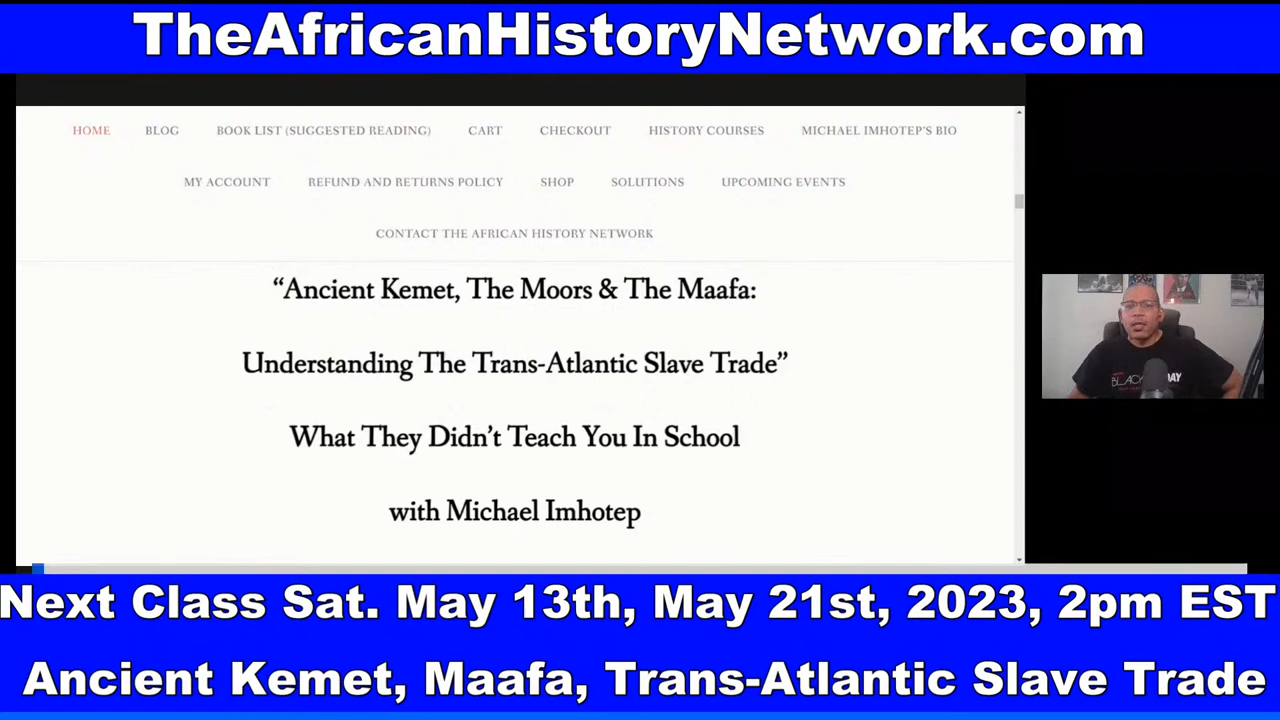 TheAfricanHistoryNetwork.com
HOME BLOG BOOK LIST (SUGGESTED READING) CART CHECKOUT HISTORY COURSES MICHAEL IMHOTEP'S BIO
MY ACCOUNT REFUND AND RETURNS POLICY SHOP SOLUTIONS UPCOMING EVENTS
CONTACT THE AFRICAN HISTORY NETWORK
“Ancient Kemet, The Moors & The Maafa:
Understanding The Trans-Atlantic Slave Trade”
What They Didn’t Teach You In School
with Michael Imhotep
Next Class Sat. May 13th, May 21st, 2023, 2pm EST
Ancient Kemet, Maafa, Trans-Atlantic Slave Trade